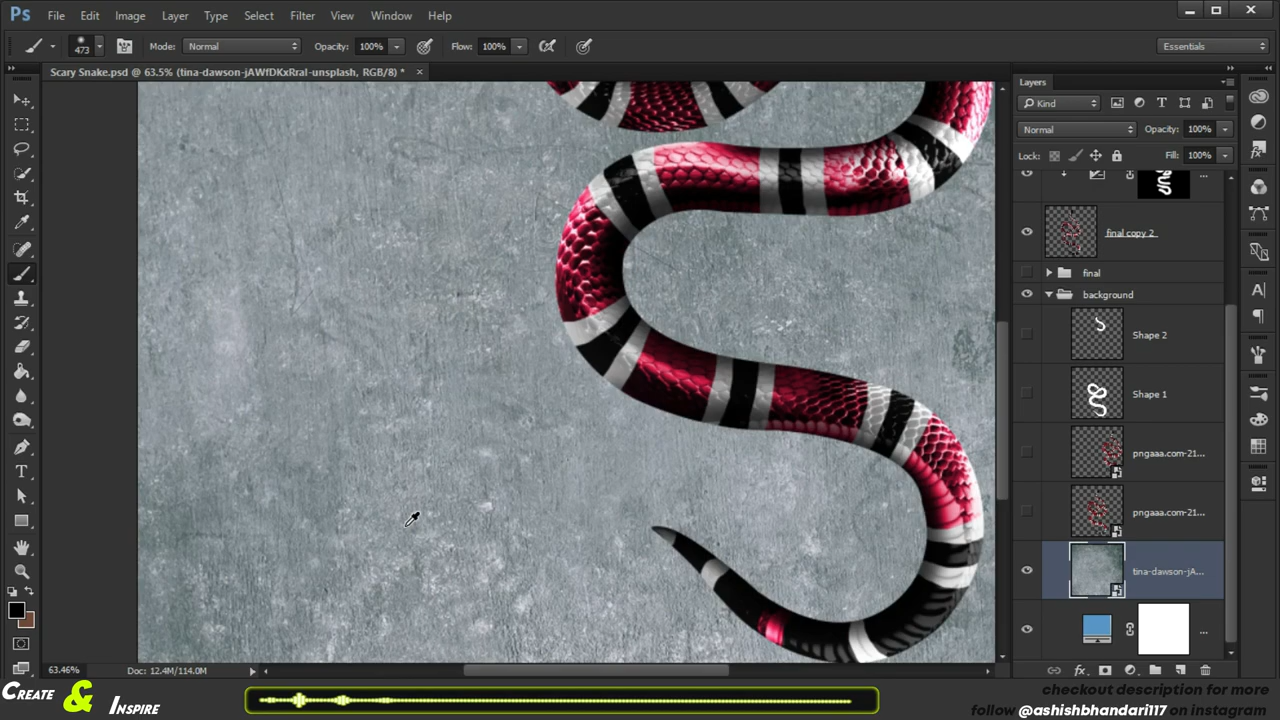 Ps File Edit Image Layer Type Select Filter View Window Help
473 Mode: Normal Opacity: 100% Flow: 100% Essentials
Scary Snake.psd @ 63.5% (tina-dawson-jAWfDKxRraI-unsplash, RGB/8) * ×
Layers
Kind
Normal Opacity: 100%
Lock: Fill: 100%
final copy 2
final
background
Shape 2
Shape 1
pngaaa.com-21...
pngaaa.com-21...
tina-dawson-jA...
63.46% Doc: 12.4M/114.0M
Create & Inspire
checkout description for more
follow @ashishbhandari117 on instagram